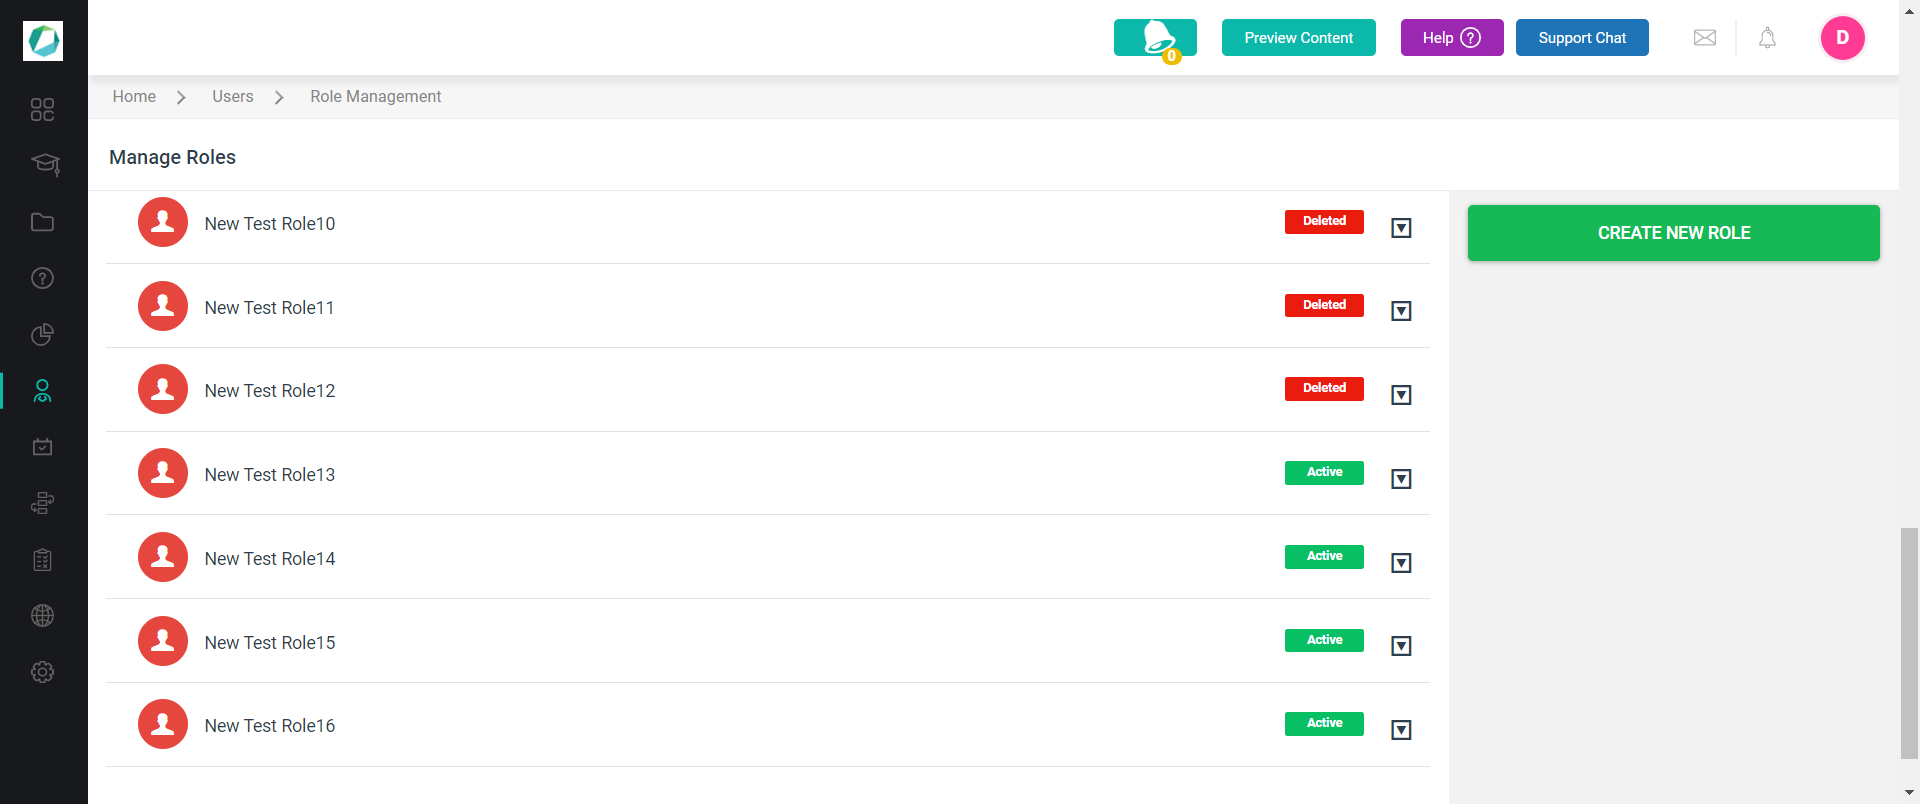 0
Preview Content
Help
Support Chat
D
Home Users Role Management
Manage Roles
New Test Role10 Deleted
CREATE NEW ROLE
New Test Role11 Deleted
New Test Role12 Deleted
New Test Role13 Active
New Test Role14 Active
New Test Role15 Active
New Test Role16 Active